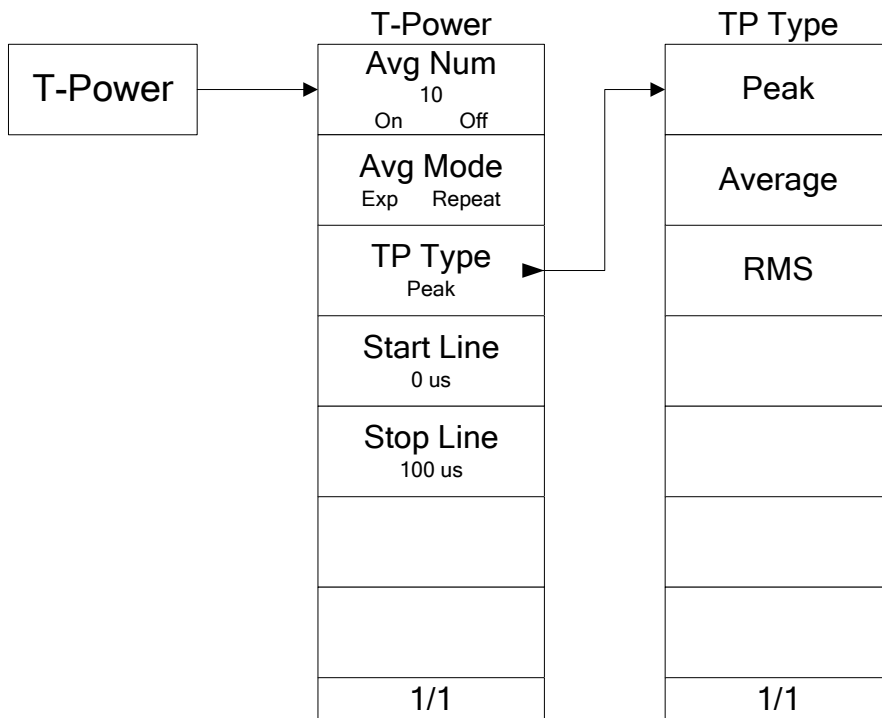 T-Power
T-Power
Avg Num
10
On Off
Avg Mode
Exp Repeat
TP Type
Peak
Start Line
0 us
Stop Line
100 us
1/1
TP Type
Peak
Average
RMS
1/1